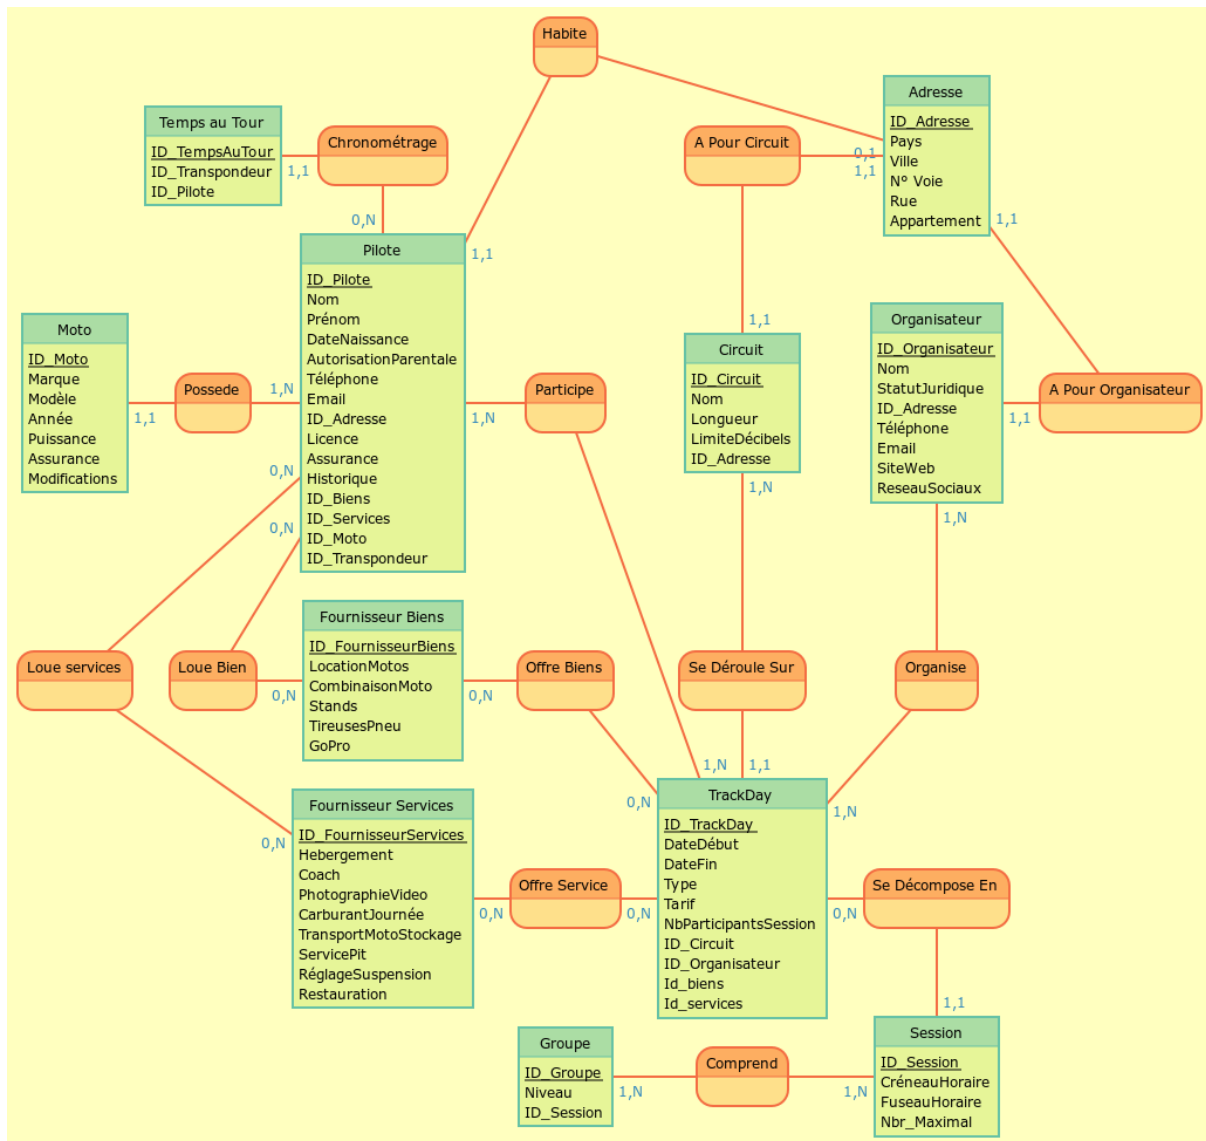 Habite
Adresse
ID_Adresse
Pays
Ville
N° Voie
Rue
Appartement
Temps au Tour
ID_TempsAuTour
ID_Transpondeur
ID_Pilote
Chronométrage
A Pour Circuit
0,1
1,1
1,1
0,N
1,1
1,1
Pilote
ID_Pilote
Nom
Prénom
DateNaissance
AutorisationParentale
Téléphone
Email
ID_Adresse
Licence
Assurance
Historique
ID_Biens
ID_Services
ID_Moto
ID_Transpondeur
Moto
ID_Moto
Marque
Modèle
Année
Puissance
Assurance
Modifications
Possede
1,1
1,N
Participe
1,N
1,1
Circuit
ID_Circuit
Nom
Longueur
LimiteDécibels
ID_Adresse
1,N
Organisateur
ID_Organisateur
Nom
StatutJuridique
ID_Adresse
Téléphone
Email
SiteWeb
ReseauSociaux
A Pour Organisateur
1,1
1,N
0,N
0,N
Loue services
Loue Bien
0,N
Fournisseur Biens
ID_FournisseurBiens
LocationMotos
CombinaisonMoto
Stands
TireusesPneu
GoPro
0,N
Offre Biens
Se Déroule Sur
Organise
0,N
1,N
1,1
1,N
Fournisseur Services
ID_FournisseurServices
Hebergement
Coach
PhotographieVideo
CarburantJournée
TransportMotoStockage
ServicePit
RéglageSuspension
Restauration
0,N
0,N
Offre Service
0,N
TrackDay
ID_TrackDay
DateDébut
DateFin
Type
Tarif
NbParticipantsSession
ID_Circuit
ID_Organisateur
Id_biens
Id_services
0,N
Se Décompose En
1,1
Groupe
ID_Groupe
Niveau
ID_Session
1,N
Comprend
1,N
Session
ID_Session
CréneauHoraire
FuseauHoraire
Nbr_Maximal